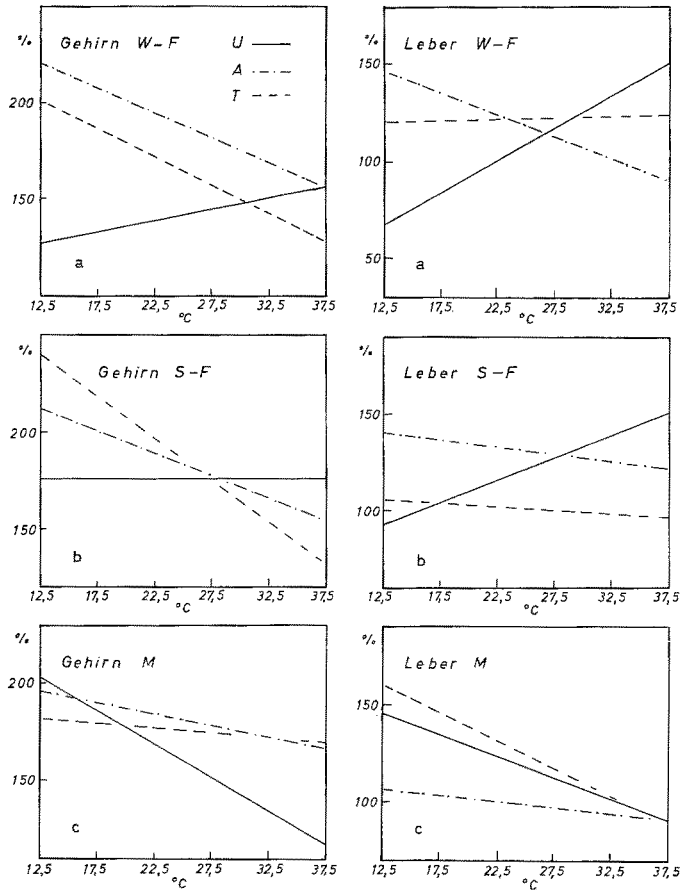 %
Gehirn W-F
U
A
T
200
150
a
12,5 17,5 22,5 27,5 32,5 37,5
°C
%
Leber W-F
150
100
50
a
12,5 17,5. 22,5 27,5 32,5 37,5
°C
%
Gehirn S-F
200
150
b
12,5 17,5 22,5 27,5 32,5 37,5
°C
%
Leber S-F
150
100
b
12,5 17,5 22,5 27,5 32,5 37,5
°C
%
Gehirn M
200
150
c
12,5 17,5 22,5 27,5 32,5 37,5
°C
%
Leber M
150
100
c
12,5 17,5 22,5 27,5 32,5 37,5
°C